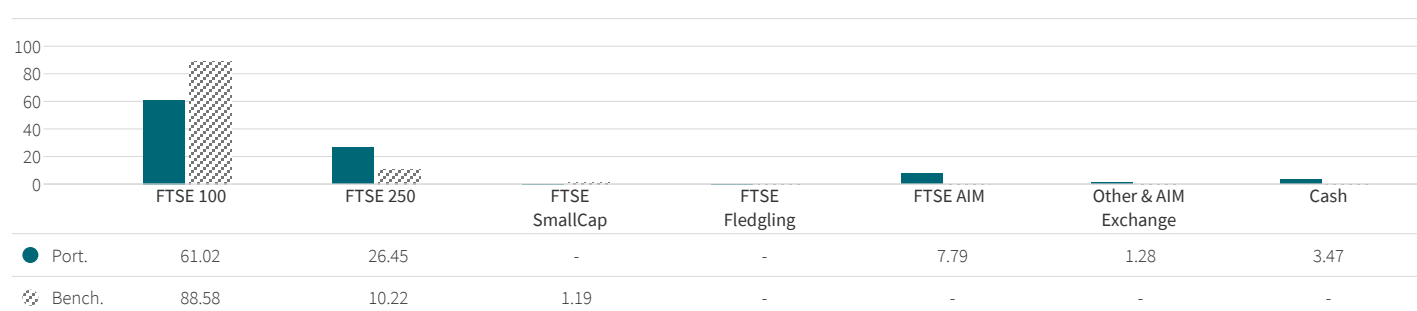 100
80
60
40
20
0
FTSE 100 FTSE 250 FTSE FTSE FTSE AIM Other & AIM Cash
SmallCap Fledgling Exchange
Port. 61.02 26.45 - - 7.79 1.28 3.47
Bench. 88.58 10.22 1.19 - - - -